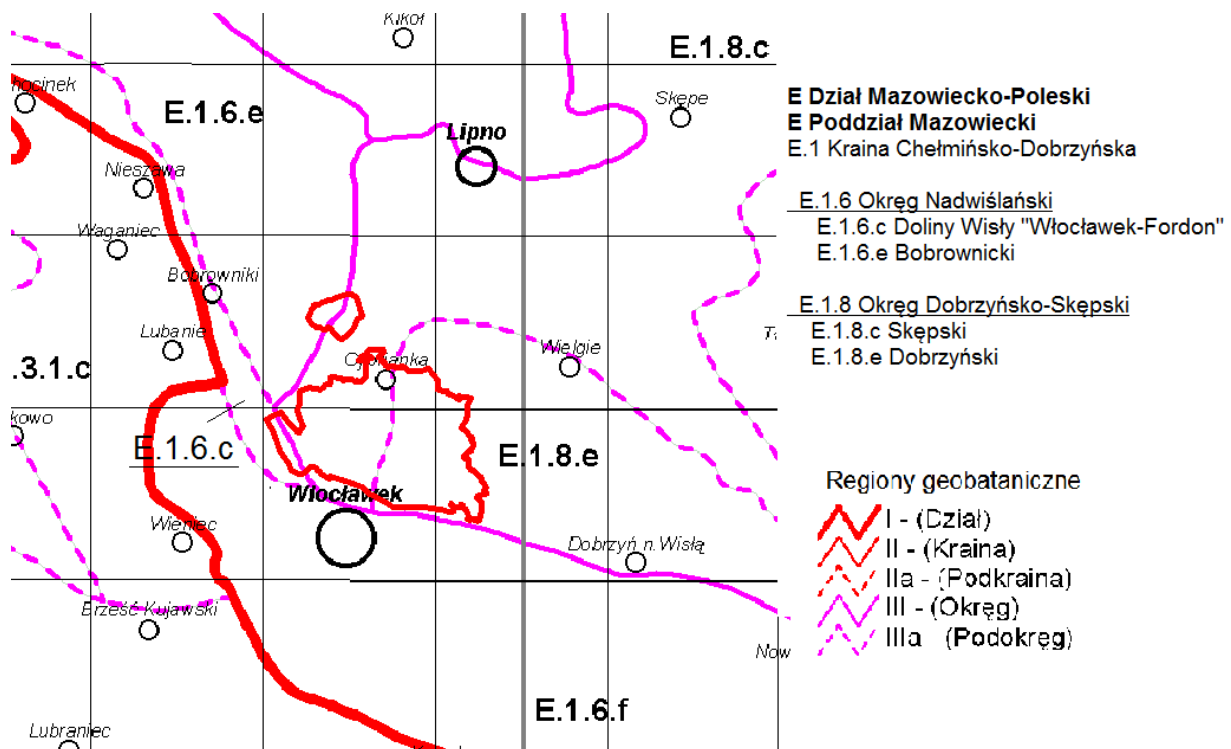 Kikoł
E.1.8.c
hocinek
E.1.6.e
Skępe
Lipno
Nieszawa
Waganiec
Bobrowniki
Lubanie
Cyprianka
Wielgie
.3.1.c
kowo
E.1.6.c
E.1.8.e
Włocławek
Wieniec
Dobrzyń n.Wisłą
Brześć Kujawski
Now
E.1.6.f
Lubraniec
E Dział Mazowiecko-Poleski
E Poddział Mazowiecki
E.1 Kraina Chełmińsko-Dobrzyńska
E.1.6 Okręg Nadwiślański
E.1.6.c Doliny Wisły "Włocławek-Fordon"
E.1.6.e Bobrownicki
E.1.8 Okręg Dobrzyńsko-Skępski
E.1.8.c Skępski
E.1.8.e Dobrzyński
Regiony geobataniczne
I - (Dział)
II - (Kraina)
IIa - (Podkraina)
III - (Okręg)
IIIa (Podokręg)